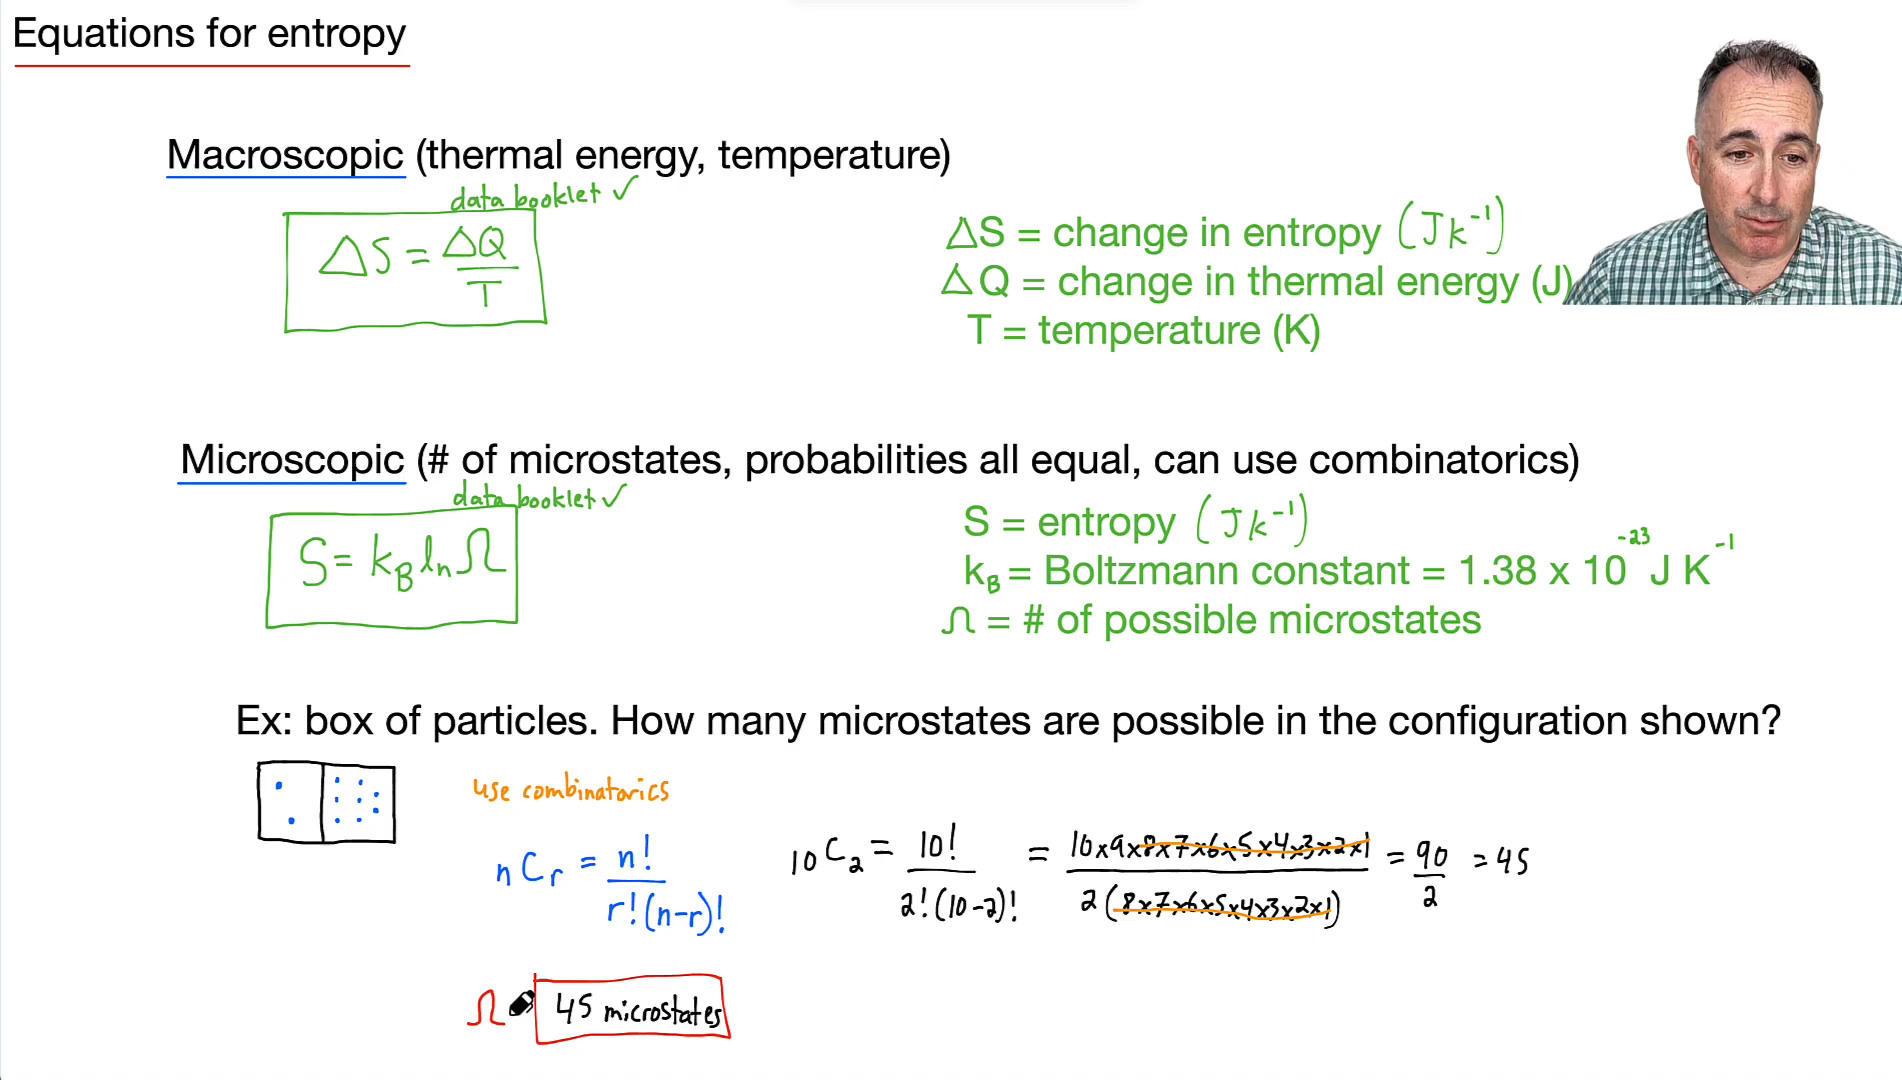 Equations for entropy
Macroscopic (thermal energy, temperature)
data booklet ✓
ΔS = ΔQ / T
ΔS = change in entropy (J k⁻¹)
ΔQ = change in thermal energy (J)
T = temperature (K)
Microscopic (# of microstates, probabilities all equal, can use combinatorics)
data booklet ✓
S = k_B ln Ω
S = entropy (J k⁻¹)
k_B = Boltzmann constant = 1.38 x 10⁻²³ J K⁻¹
Ω = # of possible microstates
Ex: box of particles. How many microstates are possible in the configuration shown?
use combinatorics
nCr = n! / r!(n-r)!
10C2 = 10! / 2!(10-2)! = 10x9x8x7x6x5x4x3x2x1 / 2(8x7x6x5x4x3x2x1) = 90/2 = 45
Ω 45 microstates